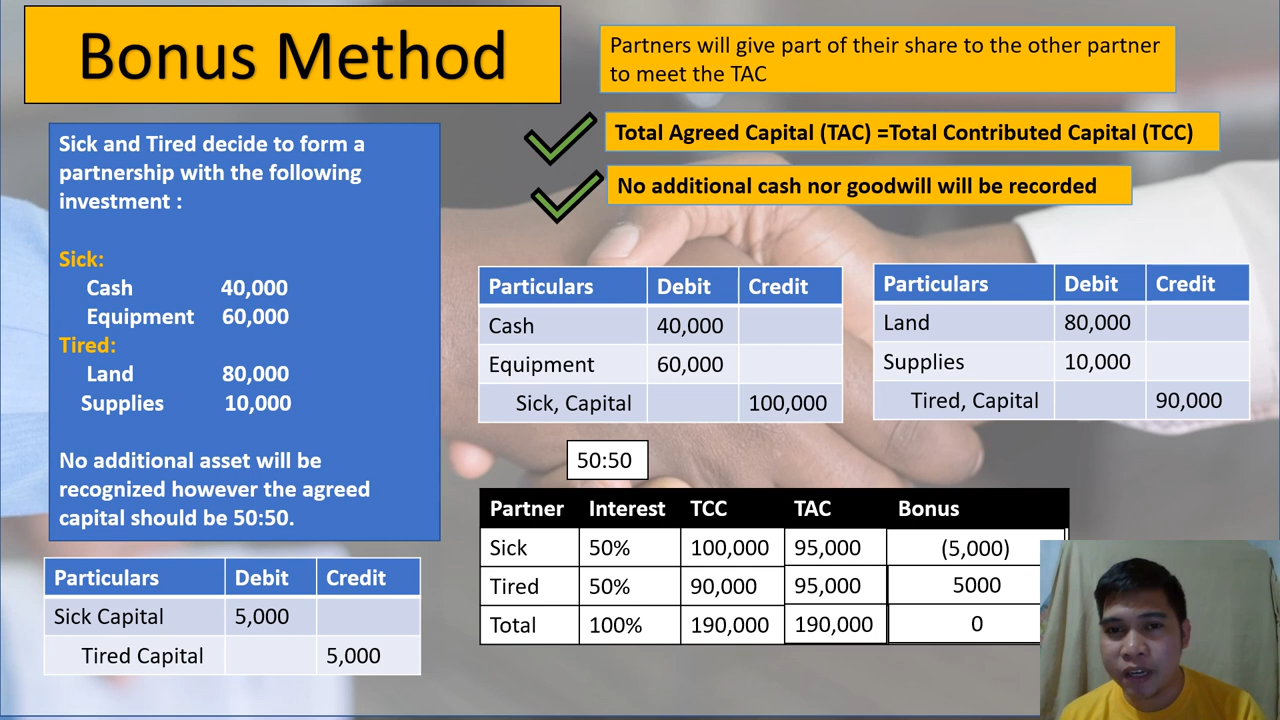 Bonus Method
Partners will give part of their share to the other partner
to meet the TAC
Total Agreed Capital (TAC) =Total Contributed Capital (TCC)
No additional cash nor goodwill will be recorded
Sick and Tired decide to form a
partnership with the following
investment :
Sick:
Cash 40,000
Equipment 60,000
Tired:
Land 80,000
Supplies 10,000
No additional asset will be
recognized however the agreed
capital should be 50:50.
Particulars Debit Credit
Cash 40,000
Equipment 60,000
Sick, Capital 100,000
Particulars Debit Credit
Land 80,000
Supplies 10,000
Tired, Capital 90,000
50:50
Partner Interest TCC TAC Bonus
Sick 50% 100,000 95,000 (5,000)
Tired 50% 90,000 95,000 5000
Total 100% 190,000 190,000 0
Particulars Debit Credit
Sick Capital 5,000
Tired Capital 5,000